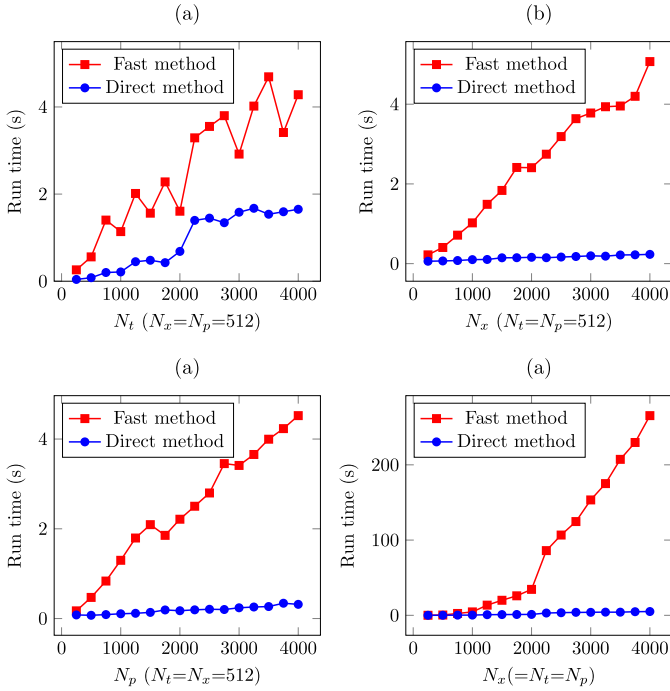 (a)
Fast method
Direct method
Run time (s)
4
2
0
0 1000 2000 3000 4000
N_t (N_x=N_p=512)
(b)
Fast method
Direct method
Run time (s)
4
2
0
0 1000 2000 3000 4000
N_x (N_t=N_p=512)
(a)
Fast method
Direct method
Run time (s)
4
2
0
0 1000 2000 3000 4000
N_p (N_t=N_x=512)
(a)
Fast method
Direct method
Run time (s)
200
100
0
0 1000 2000 3000 4000
N_x(=N_t=N_p)